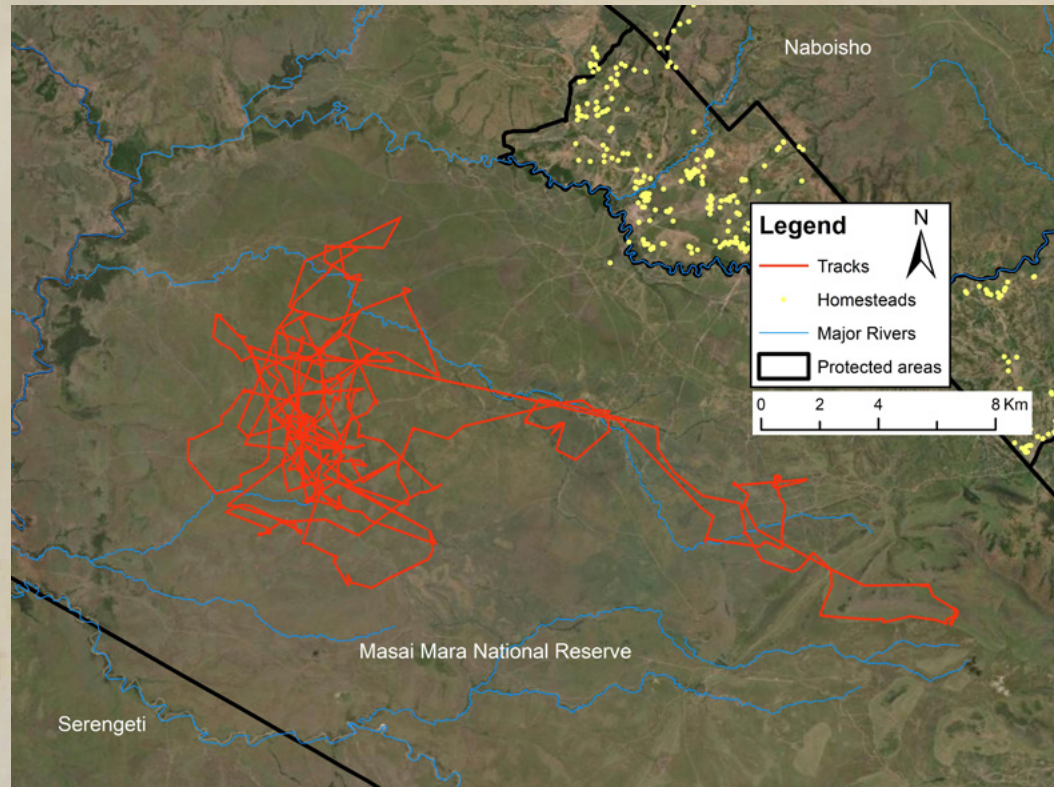 Naboisho
Legend
N
Tracks
Homesteads
Major Rivers
Protected areas
0 2 4 8 Km
Masai Mara National Reserve
Serengeti